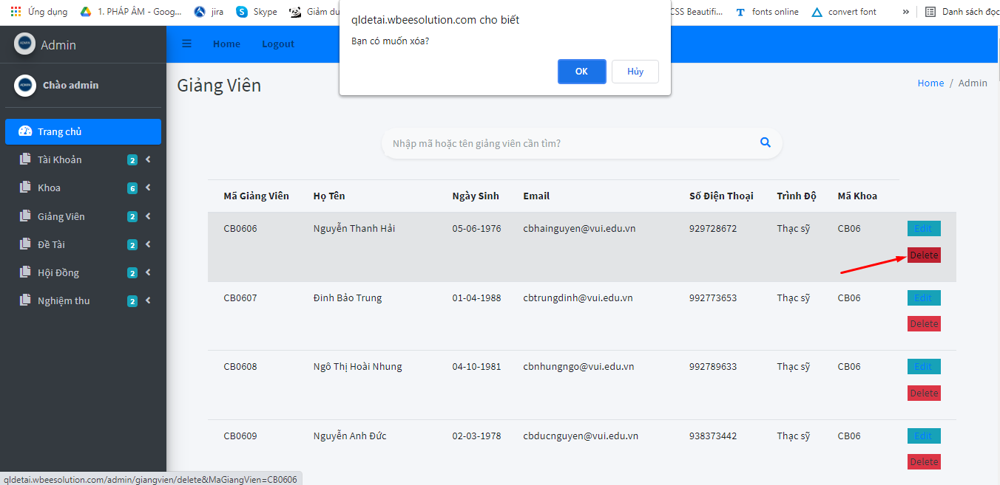 Ứng dụng 1. PHÁP ÂM - Goog... jira Skype Giảm du CSS Beautifi... fonts online convert font » Danh sách đọc
qldetai.wbeesolution.com cho biết
Bạn có muốn xóa?
OK Hủy
Admin
Home Logout
Chào admin
Giảng Viên
Home / Admin
Trang chủ
Tài Khoản 2
Khoa 6
Giảng Viên 2
Đề Tài 2
Hội Đồng 2
Nghiệm thu 2
Nhập mã hoặc tên giảng viên cần tìm?
Mã Giảng Viên Họ Tên Ngày Sinh Email Số Điện Thoại Trình Độ Mã Khoa
CB0606 Nguyễn Thanh Hải 05-06-1976 cbhainguyen@vui.edu.vn 929728672 Thạc sỹ CB06 Edit
Delete
CB0607 Đinh Bảo Trung 01-04-1988 cbtrungdinh@vui.edu.vn 992773653 Thạc sỹ CB06 Edit
Delete
CB0608 Ngô Thị Hoài Nhung 04-10-1981 cbnhungngo@vui.edu.vn 992789633 Thạc sỹ CB06 Edit
Delete
CB0609 Nguyễn Anh Đức 02-03-1978 cbducnguyen@vui.edu.vn 938373442 Thạc sỹ CB06 Edit
Delete
qldetai.wbeesolution.com/admin/giangvien/delete&MaGiangVien=CB0606